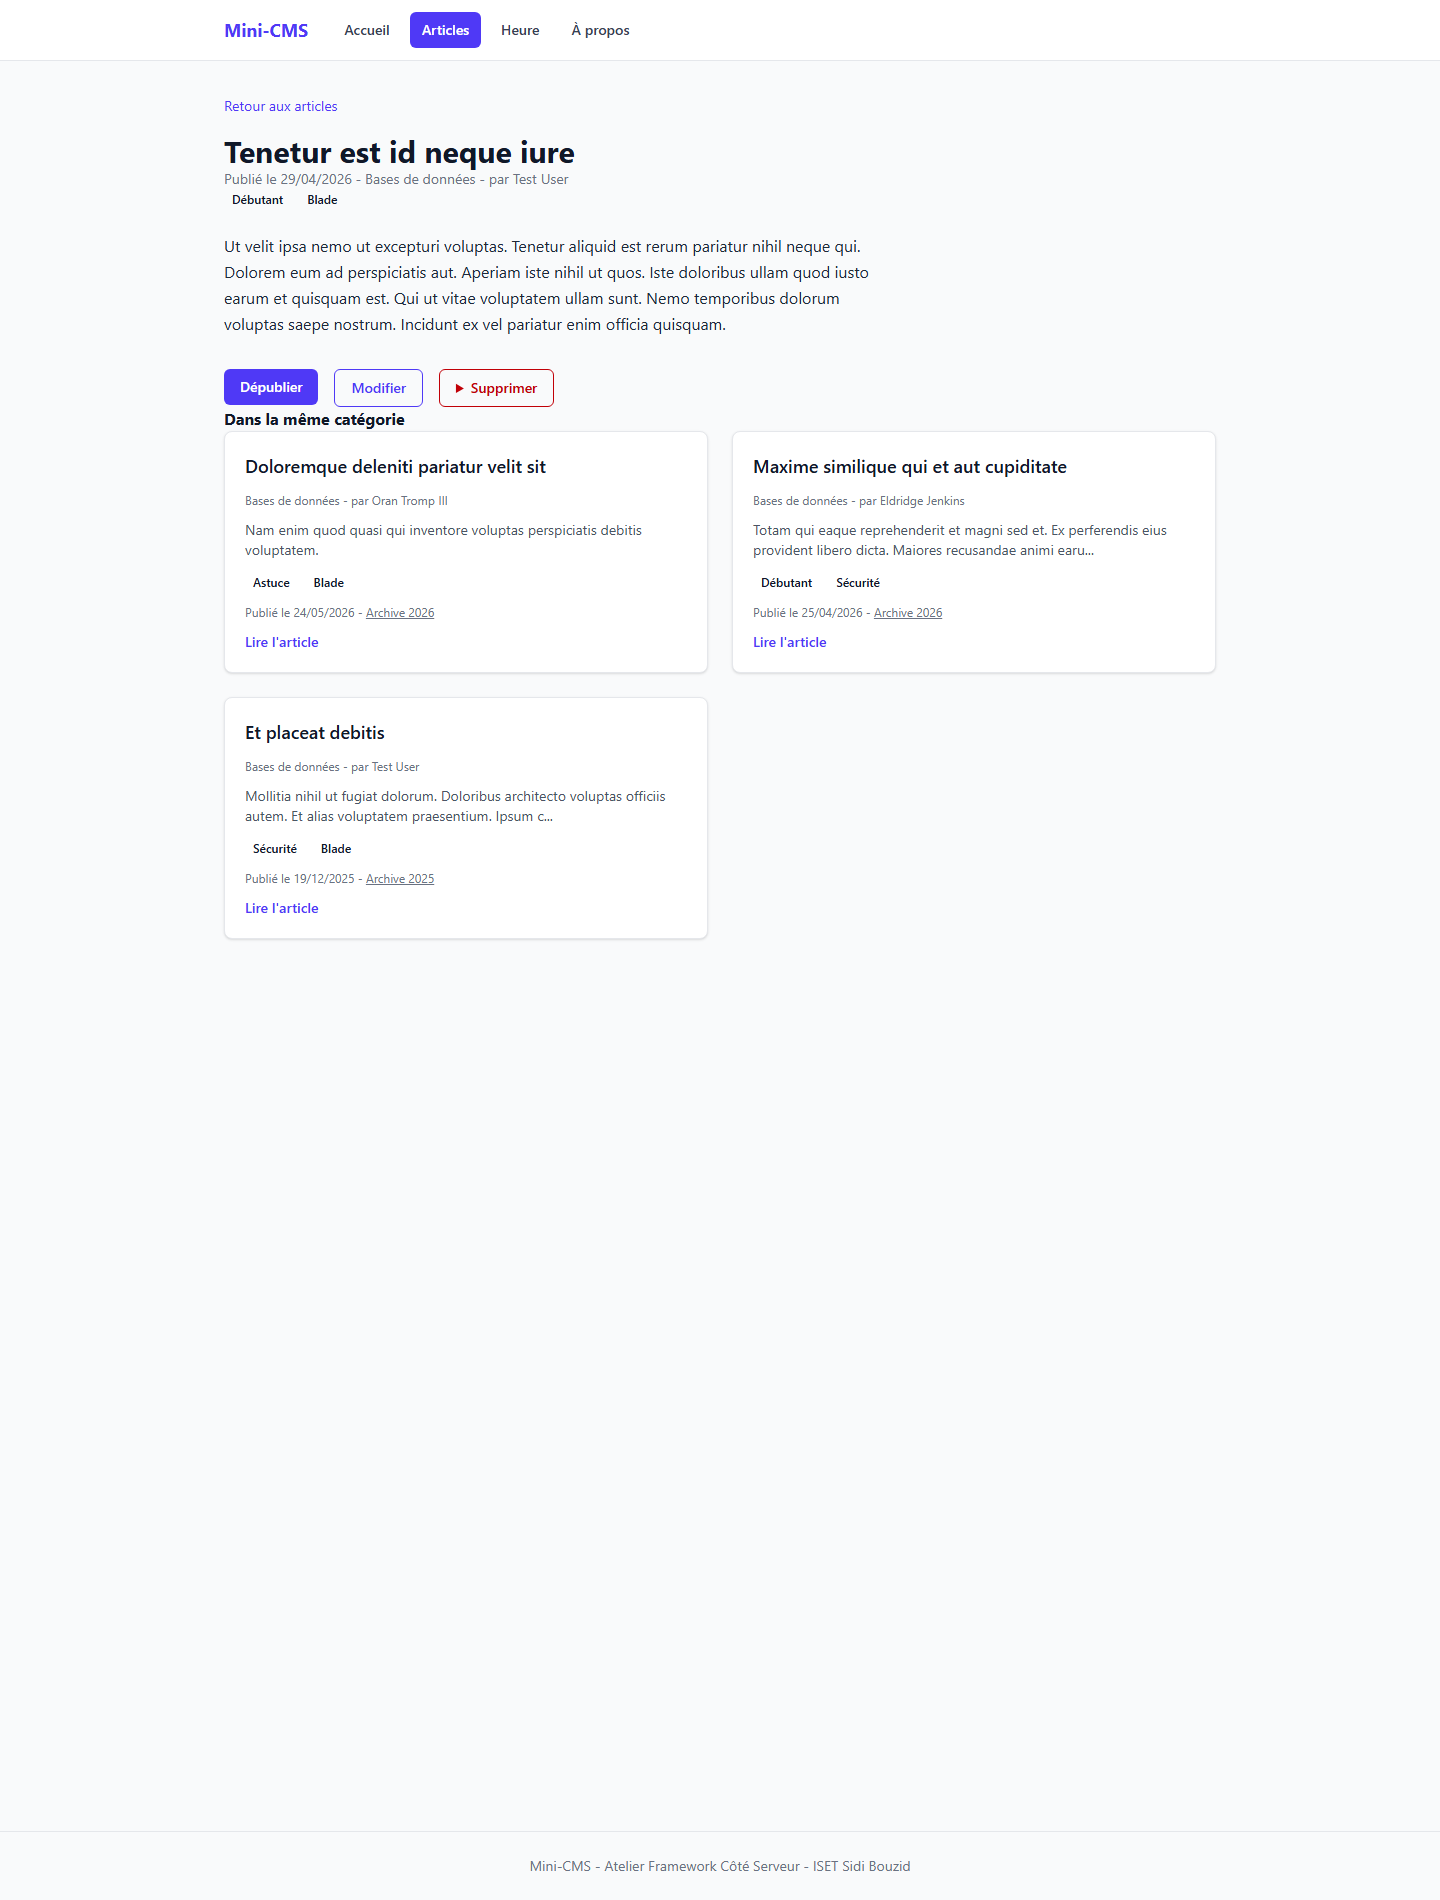 Mini-CMS Accueil Articles Heure À propos
Retour aux articles
Tenetur est id neque iure
Publié le 29/04/2026 - Bases de données - par Test User
Débutant Blade
Ut velit ipsa nemo ut excepturi voluptas. Tenetur aliquid est rerum pariatur nihil neque qui.
Dolorem eum ad perspiciatis aut. Aperiam iste nihil ut quos. Iste doloribus ullam quod iusto
earum et quisquam est. Qui ut vitae voluptatem ullam sunt. Nemo temporibus dolorum
voluptas saepe nostrum. Incidunt ex vel pariatur enim officia quisquam.
Dépublier Modifier ▶ Supprimer
Dans la même catégorie
Doloremque deleniti pariatur velit sit
Bases de données - par Oran Tromp III
Nam enim quod quasi qui inventore voluptas perspiciatis debitis
voluptatem.
Astuce Blade
Publié le 24/05/2026 - Archive 2026
Lire l'article
Maxime similique qui et aut cupiditate
Bases de données - par Eldridge Jenkins
Totam qui eaque reprehenderit et magni sed et. Ex perferendis eius
provident libero dicta. Maiores recusandae animi earu...
Débutant Sécurité
Publié le 25/04/2026 - Archive 2026
Lire l'article
Et placeat debitis
Bases de données - par Test User
Mollitia nihil ut fugiat dolorum. Doloribus architecto voluptas officiis
autem. Et alias voluptatem praesentium. Ipsum c...
Sécurité Blade
Publié le 19/12/2025 - Archive 2025
Lire l'article
Mini-CMS - Atelier Framework Côté Serveur - ISET Sidi Bouzid